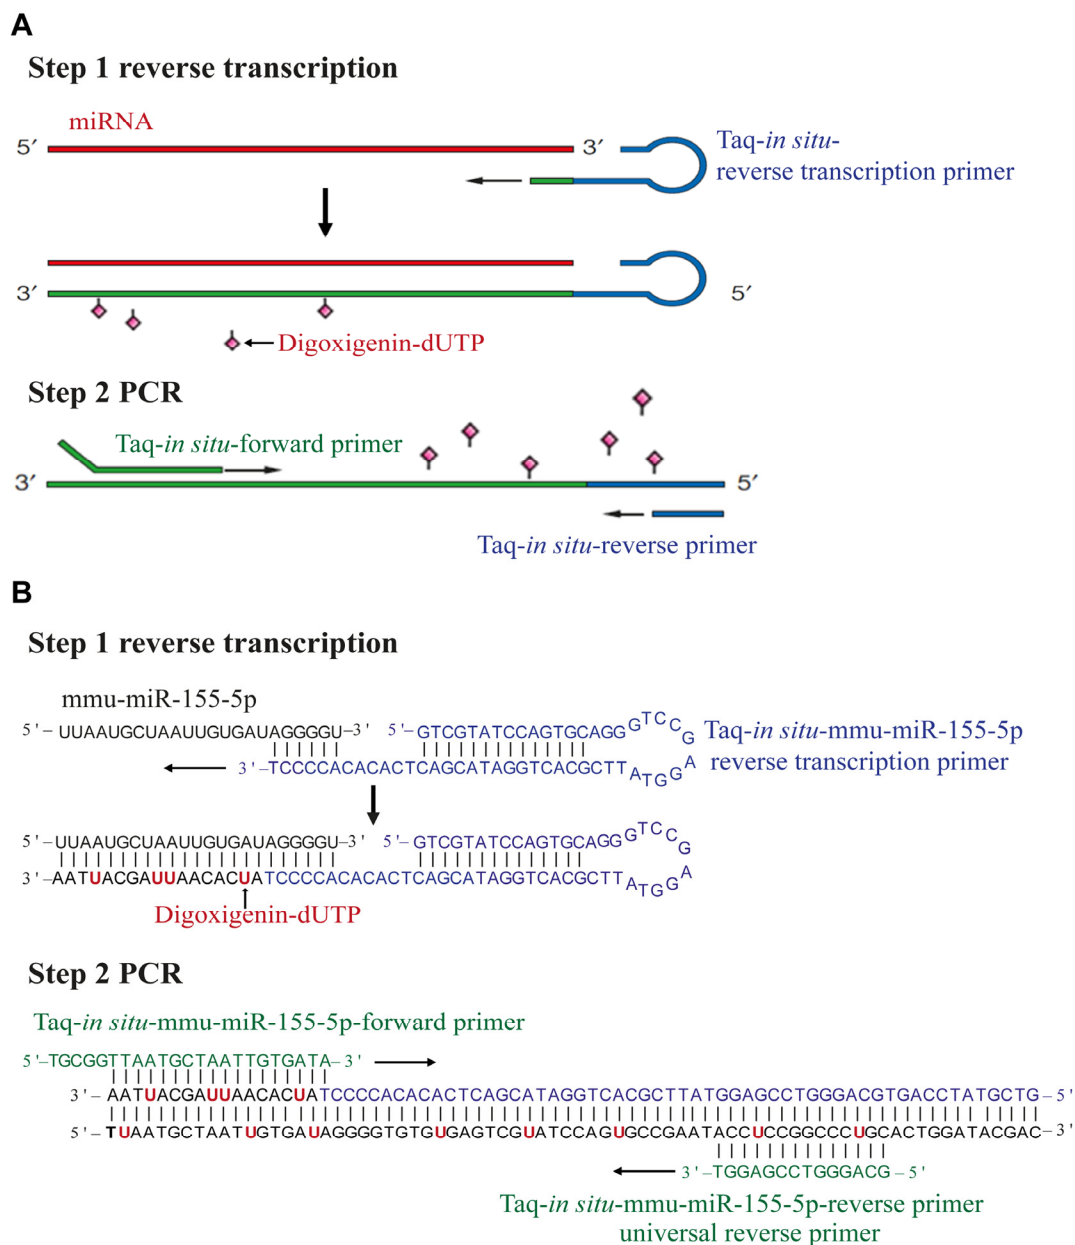 A
Step 1 reverse transcription
miRNA
5′ 3′
Taq-in situ-
reverse transcription primer
3′ 5′
Digoxigenin-dUTP
Step 2 PCR
Taq-in situ-forward primer
3′ 5′
Taq-in situ-reverse primer
B
Step 1 reverse transcription
mmu-miR-155-5p
5'–UUAAUGCUAAUUGUGAUAGGGGU–3' 5'–GTCGTATCCAGTGCAGGGTCCG
Taq-in situ-mmu-miR-155-5p
reverse transcription primer
3'–TCCCCACACACTCAGCATAGGTCACGCTTATGGA
5'–UUAAUGCUAAUUGUGAUAGGGGU–3' 5'–GTCGTATCCAGTGCAGGGTCCG
3'–AATUACGAUUAACACUATCCCCACACACTCAGCATAGGTCACGCTTATGGA
Digoxigenin-dUTP
Step 2 PCR
Taq-in situ-mmu-miR-155-5p-forward primer
5'–TGCGGTTAATGCTAATTGTGATA–3'
3'–AATUACGAUUAACACUATCCCCACACACTCAGCATAGGTCACGCTTATGGAGCCTGGGACGTGACCTATGCTG–5'
5'–TUAATGCTAATUGTGAUAGGGGTGTGUGAGTCGUATCCAGUGCCGAATACCUCCGGCCCUGCACTGGATACGAC–3'
3'–TGGAGCCTGGGACG–5'
Taq-in situ-mmu-miR-155-5p-reverse primer
universal reverse primer